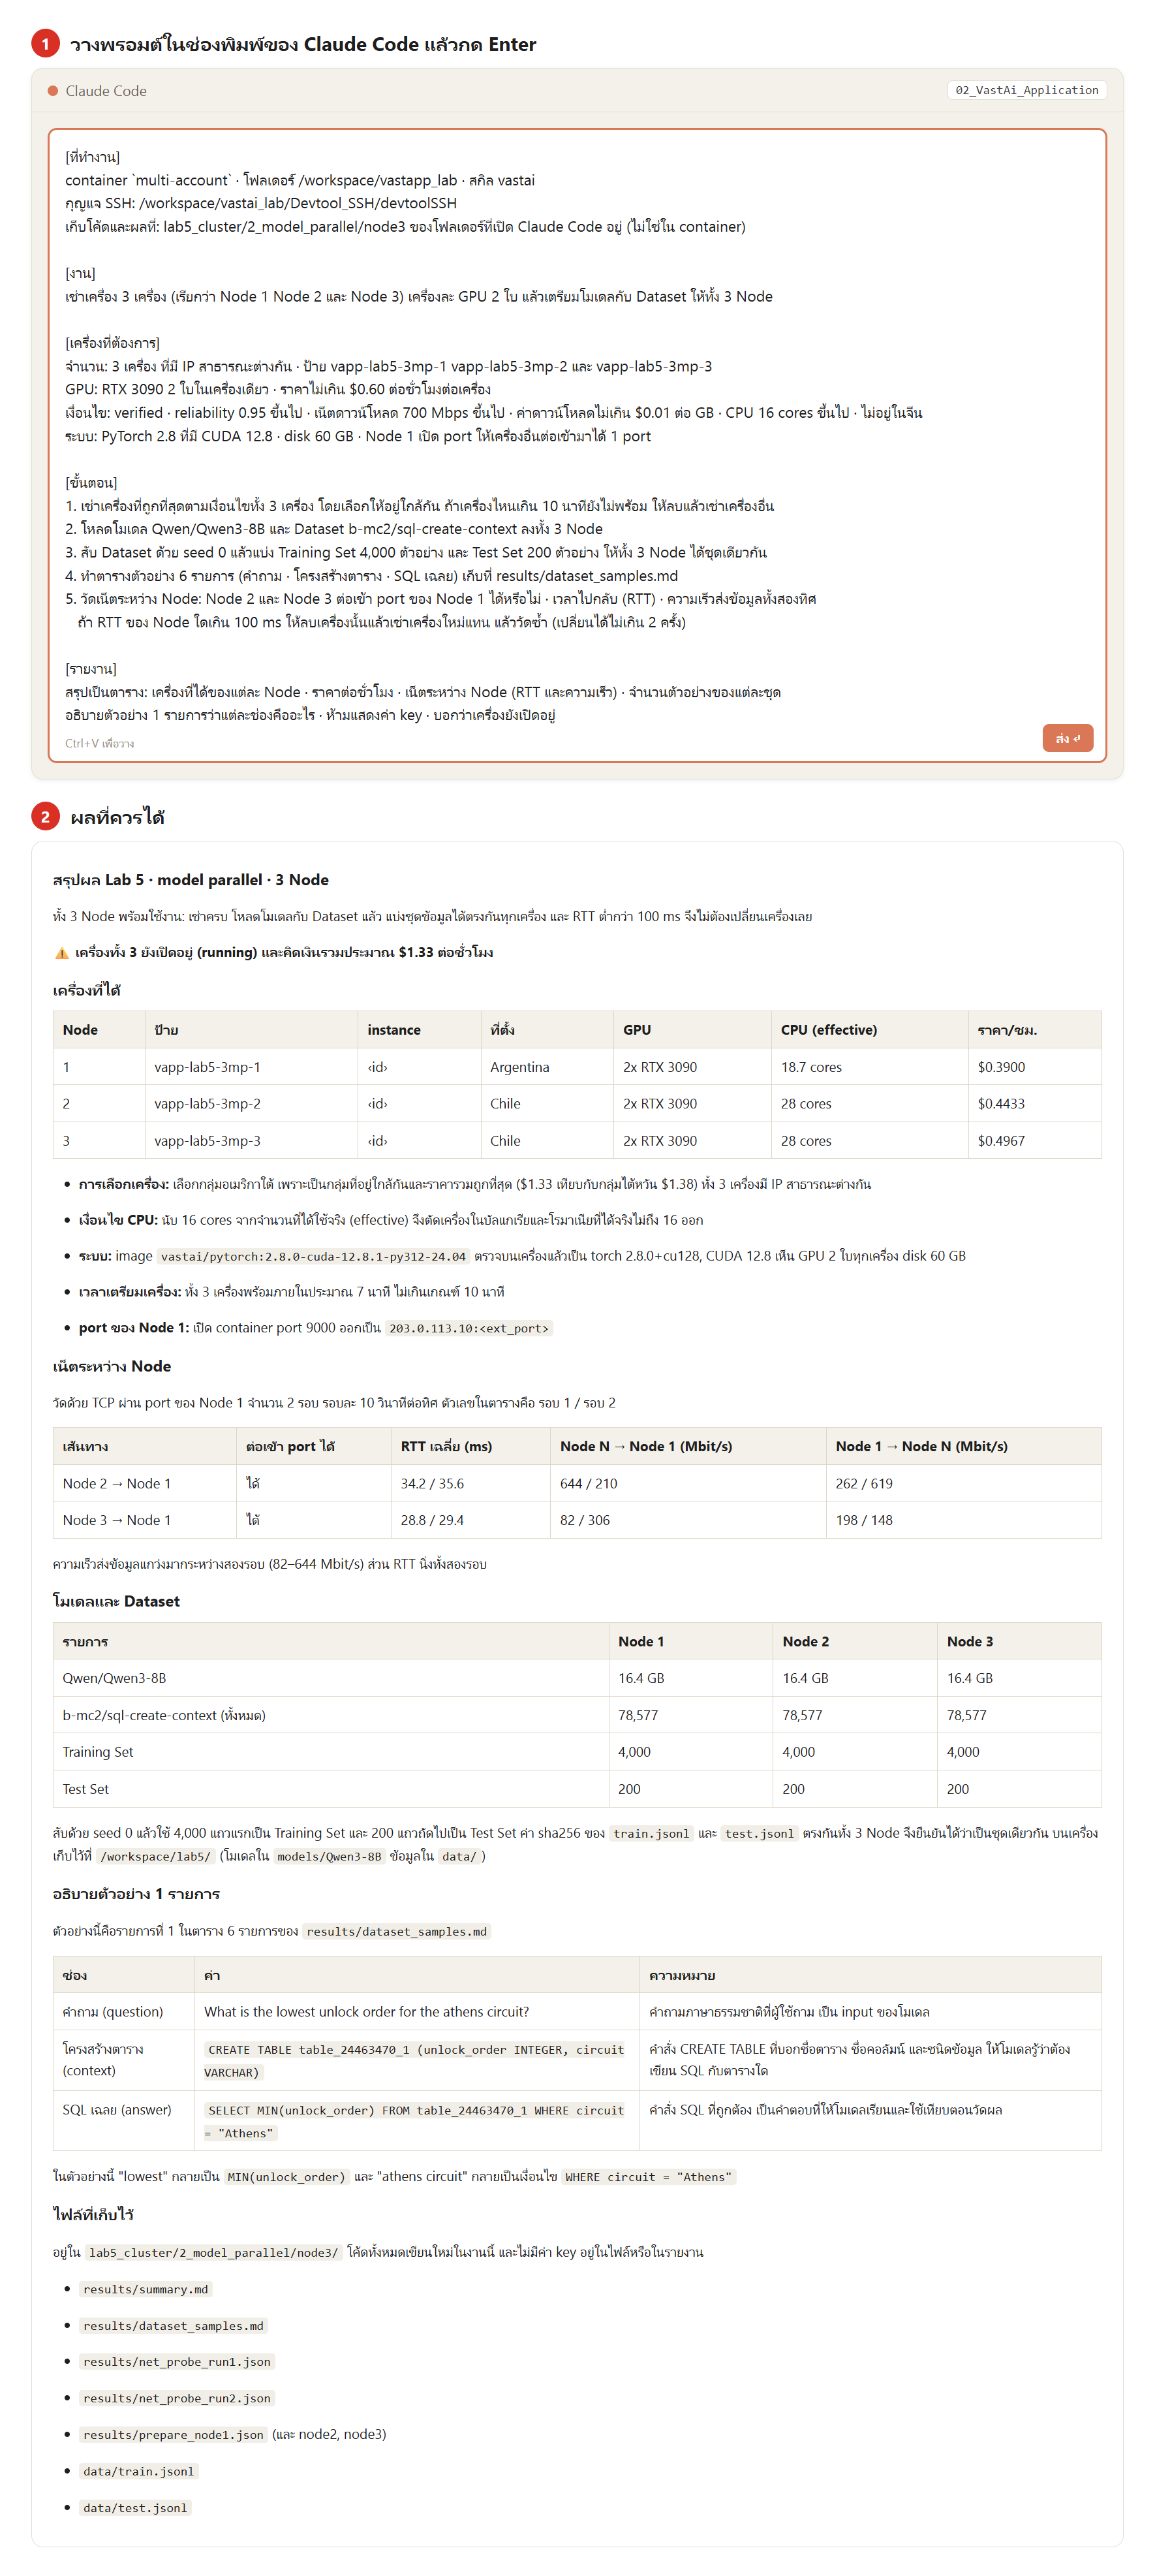 1 วางพรอมต์ในช่องพิมพ์ของ Claude Code แล้วกด Enter
Claude Code
02_VastAi_Application
[ที่ทำงาน]
container `multi-account` · โฟลเดอร์ /workspace/vastapp_lab · สกิล vastai
กุญแจ SSH: /workspace/vastai_lab/Devtool_SSH/devtoolSSH
เก็บโค้ดและผลที่: lab5_cluster/2_model_parallel/node3 ของโฟลเดอร์ที่เปิด Claude Code อยู่ (ไม่ใช่ใน container)
[งาน]
เช่าเครื่อง 3 เครื่อง (เรียกว่า Node 1 Node 2 และ Node 3) เครื่องละ GPU 2 ใบ แล้วเตรียมโมเดลกับ Dataset ให้ทั้ง 3 Node
[เครื่องที่ต้องการ]
จำนวน: 3 เครื่อง ที่มี IP สาธารณะต่างกัน · ป้าย vapp-lab5-3mp-1 vapp-lab5-3mp-2 และ vapp-lab5-3mp-3
GPU: RTX 3090 2 ใบในเครื่องเดียว · ราคาไม่เกิน $0.60 ต่อชั่วโมงต่อเครื่อง
เงื่อนไข: verified · reliability 0.95 ขึ้นไป · เน็ตดาวน์โหลด 700 Mbps ขึ้นไป · ค่าดาวน์โหลดไม่เกิน $0.01 ต่อ GB · CPU 16 cores ขึ้นไป · ไม่อยู่ในจีน
ระบบ: PyTorch 2.8 ที่มี CUDA 12.8 · disk 60 GB · Node 1 เปิด port ให้เครื่องอื่นต่อเข้ามาได้ 1 port
[ขั้นตอน]
1. เช่าเครื่องที่ถูกที่สุดตามเงื่อนไขทั้ง 3 เครื่อง โดยเลือกให้อยู่ใกล้กัน ถ้าเครื่องไหนเกิน 10 นาทียังไม่พร้อม ให้ลบแล้วเช่าเครื่องอื่น
2. โหลดโมเดล Qwen/Qwen3-8B และ Dataset b-mc2/sql-create-context ลงทั้ง 3 Node
3. สับ Dataset ด้วย seed 0 แล้วแบ่ง Training Set 4,000 ตัวอย่าง และ Test Set 200 ตัวอย่าง ให้ทั้ง 3 Node ได้ชุดเดียวกัน
4. ทำตารางตัวอย่าง 6 รายการ (คำถาม · โครงสร้างตาราง · SQL เฉลย) เก็บที่ results/dataset_samples.md
5. วัดเน็ตระหว่าง Node: Node 2 และ Node 3 ต่อเข้า port ของ Node 1 ได้หรือไม่ · เวลาไปกลับ (RTT) · ความเร็วส่งข้อมูลทั้งสองทิศ
ถ้า RTT ของ Node ใดเกิน 100 ms ให้ลบเครื่องนั้นแล้วเช่าเครื่องใหม่แทน แล้ววัดซ้ำ (เปลี่ยนได้ไม่เกิน 2 ครั้ง)
[รายงาน]
สรุปเป็นตาราง: เครื่องที่ได้ของแต่ละ Node · ราคาต่อชั่วโมง · เน็ตระหว่าง Node (RTT และความเร็ว) · จำนวนตัวอย่างของแต่ละชุด
อธิบายตัวอย่าง 1 รายการว่าแต่ละช่องคืออะไร · ห้ามแสดงค่า key · บอกว่าเครื่องยังเปิดอยู่
Ctrl+V เพื่อวาง
ส่ง ⏎
2 ผลที่ควรได้
สรุปผล Lab 5 · model parallel · 3 Node
ทั้ง 3 Node พร้อมใช้งาน: เช่าครบ โหลดโมเดลกับ Dataset แล้ว แบ่งชุดข้อมูลได้ตรงกันทุกเครื่อง และ RTT ต่ำกว่า 100 ms จึงไม่ต้องเปลี่ยนเครื่องเลย
⚠️ เครื่องทั้ง 3 ยังเปิดอยู่ (running) และคิดเงินรวมประมาณ $1.33 ต่อชั่วโมง
เครื่องที่ได้
Node ป้าย instance ที่ตั้ง GPU CPU (effective) ราคา/ชม.
1 vapp-lab5-3mp-1 ‹id› Argentina 2x RTX 3090 18.7 cores $0.3900
2 vapp-lab5-3mp-2 ‹id› Chile 2x RTX 3090 28 cores $0.4433
3 vapp-lab5-3mp-3 ‹id› Chile 2x RTX 3090 28 cores $0.4967
• การเลือกเครื่อง: เลือกกลุ่มอเมริกาใต้ เพราะเป็นกลุ่มที่อยู่ใกล้กันและราคารวมถูกที่สุด ($1.33 เทียบกับกลุ่มไต้หวัน $1.38) ทั้ง 3 เครื่องมี IP สาธารณะต่างกัน
• เงื่อนไข CPU: นับ 16 cores จากจำนวนที่ได้ใช้จริง (effective) จึงตัดเครื่องในบัลแกเรียและโรมาเนียที่ได้จริงไม่ถึง 16 ออก
• ระบบ: image vastai/pytorch:2.8.0-cuda-12.8.1-py312-24.04 ตรวจบนเครื่องแล้วเป็น torch 2.8.0+cu128, CUDA 12.8 เห็น GPU 2 ใบทุกเครื่อง disk 60 GB
• เวลาเตรียมเครื่อง: ทั้ง 3 เครื่องพร้อมภายในประมาณ 7 นาที ไม่เกินเกณฑ์ 10 นาที
• port ของ Node 1: เปิด container port 9000 ออกเป็น 203.0.113.10:<ext_port>
เน็ตระหว่าง Node
วัดด้วย TCP ผ่าน port ของ Node 1 จำนวน 2 รอบ รอบละ 10 วินาทีต่อทิศ ตัวเลขในตารางคือ รอบ 1 / รอบ 2
เส้นทาง ต่อเข้า port ได้ RTT เฉลี่ย (ms) Node N → Node 1 (Mbit/s) Node 1 → Node N (Mbit/s)
Node 2 → Node 1 ได้ 34.2 / 35.6 644 / 210 262 / 619
Node 3 → Node 1 ได้ 28.8 / 29.4 82 / 306 198 / 148
ความเร็วส่งข้อมูลแกว่งมากระหว่างสองรอบ (82–644 Mbit/s) ส่วน RTT นิ่งทั้งสองรอบ
โมเดลและ Dataset
รายการ Node 1 Node 2 Node 3
Qwen/Qwen3-8B 16.4 GB 16.4 GB 16.4 GB
b-mc2/sql-create-context (ทั้งหมด) 78,577 78,577 78,577
Training Set 4,000 4,000 4,000
Test Set 200 200 200
สับด้วย seed 0 แล้วใช้ 4,000 แถวแรกเป็น Training Set และ 200 แถวถัดไปเป็น Test Set ค่า sha256 ของ train.jsonl และ test.jsonl ตรงกันทั้ง 3 Node จึงยืนยันได้ว่าเป็นชุดเดียวกัน บนเครื่อง
เก็บไว้ที่ /workspace/lab5/ (โมเดลใน models/Qwen3-8B ข้อมูลใน data/ )
อธิบายตัวอย่าง 1 รายการ
ตัวอย่างนี้คือรายการที่ 1 ในตาราง 6 รายการของ results/dataset_samples.md
ช่อง ค่า ความหมาย
คำถาม (question) What is the lowest unlock order for the athens circuit? คำถามภาษาธรรมชาติที่ผู้ใช้ถาม เป็น input ของโมเดล
โครงสร้างตาราง CREATE TABLE table_24463470_1 (unlock_order INTEGER, circuit คำสั่ง CREATE TABLE ที่บอกชื่อตาราง ชื่อคอลัมน์ และชนิดข้อมูล ให้โมเดลรู้ว่าต้อง
(context) VARCHAR) เขียน SQL กับตารางใด
SQL เฉลย (answer) SELECT MIN(unlock_order) FROM table_24463470_1 WHERE circuit คำสั่ง SQL ที่ถูกต้อง เป็นคำตอบที่ให้โมเดลเรียนและใช้เทียบตอนวัดผล
= "Athens"
ในตัวอย่างนี้ "lowest" กลายเป็น MIN(unlock_order) และ "athens circuit" กลายเป็นเงื่อนไข WHERE circuit = "Athens"
ไฟล์ที่เก็บไว้
อยู่ใน lab5_cluster/2_model_parallel/node3/ โค้ดทั้งหมดเขียนใหม่ในงานนี้ และไม่มีค่า key อยู่ในไฟล์หรือในรายงาน
• results/summary.md
• results/dataset_samples.md
• results/net_probe_run1.json
• results/net_probe_run2.json
• results/prepare_node1.json (และ node2, node3)
• data/train.jsonl
• data/test.jsonl